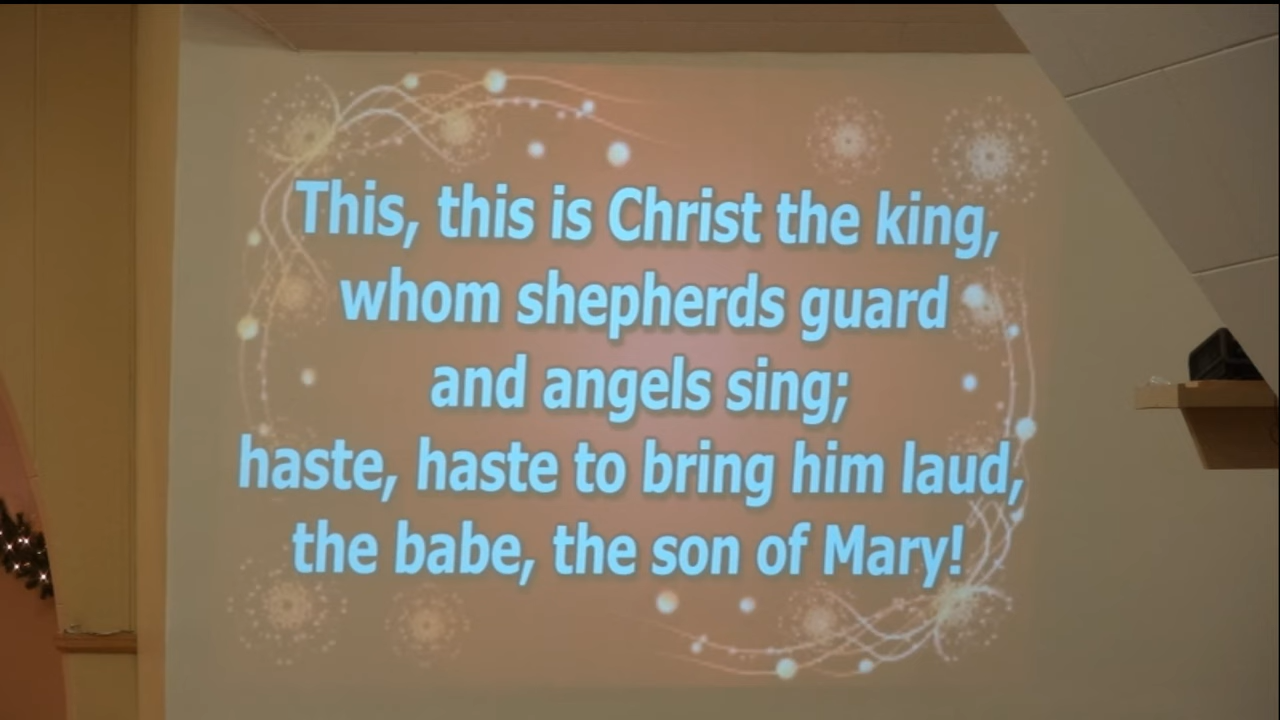 This, this is Christ the king,
whom shepherds guard
and angels sing;
haste, haste to bring him laud,
the babe, the son of Mary!